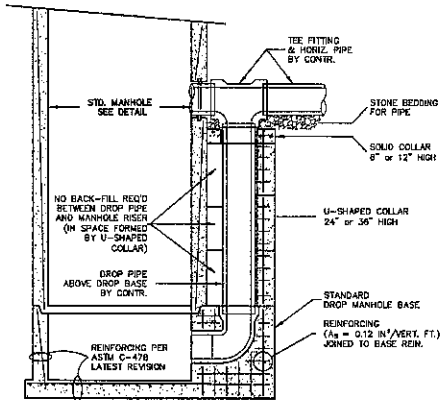 TEE FITTING
& HORIZ. PIPE
BY CONTR.
STD. MANHOLE
SEE DETAIL
STONE BEDDING
FOR PIPE
SOLID COLLAR
8" or 12" HIGH
NO BACK-FILL REQ'D
BETWEEN DROP PIPE
AND MANHOLE RISER
(IN SPACE FORMED
BY U-SHAPED
COLLAR)
U-SHAPED COLLAR
24" or 36" HIGH
DROP PIPE
ABOVE DROP BASE
BY CONTR.
STANDARD
DROP MANHOLE BASE
REINFORCING
(As = 0.12 IN²/VERT. FT.)
JOINED TO BASE REIN.
REINFORCING PER
ASTM C-478
LATEST REVISION